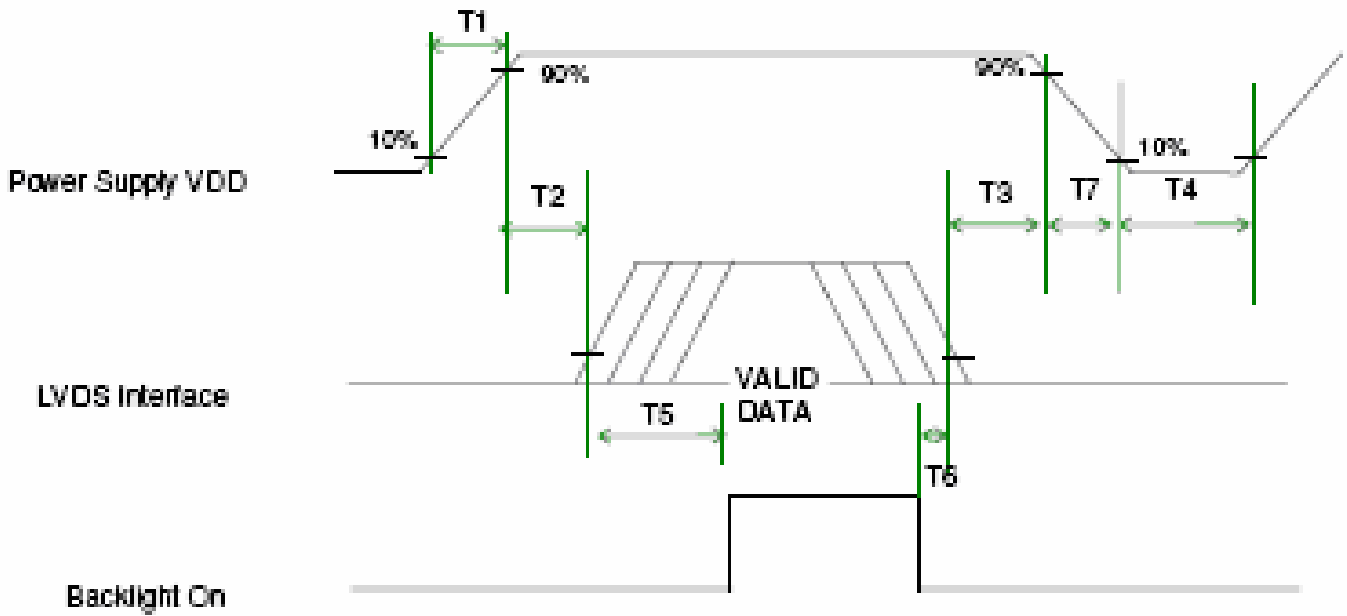 T1
90%
90%
10%
10%
Power Supply VDD
T2
T3
T7
T4
LVDS Interface
VALID
DATA
T5
T6
Backlight On